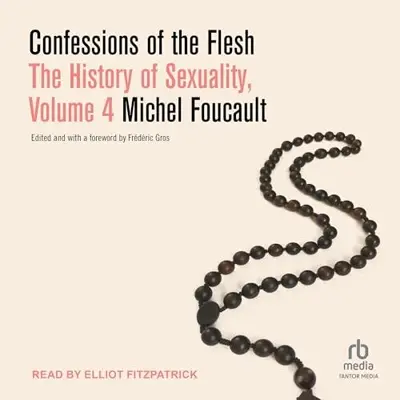 Confessions of the Flesh
The History of Sexuality,
Volume 4 Michel Foucault
Edited and with a foreword by Frédéric Gros
rb
media
TANTOR MEDIA
READ BY ELLIOT FITZPATRICK